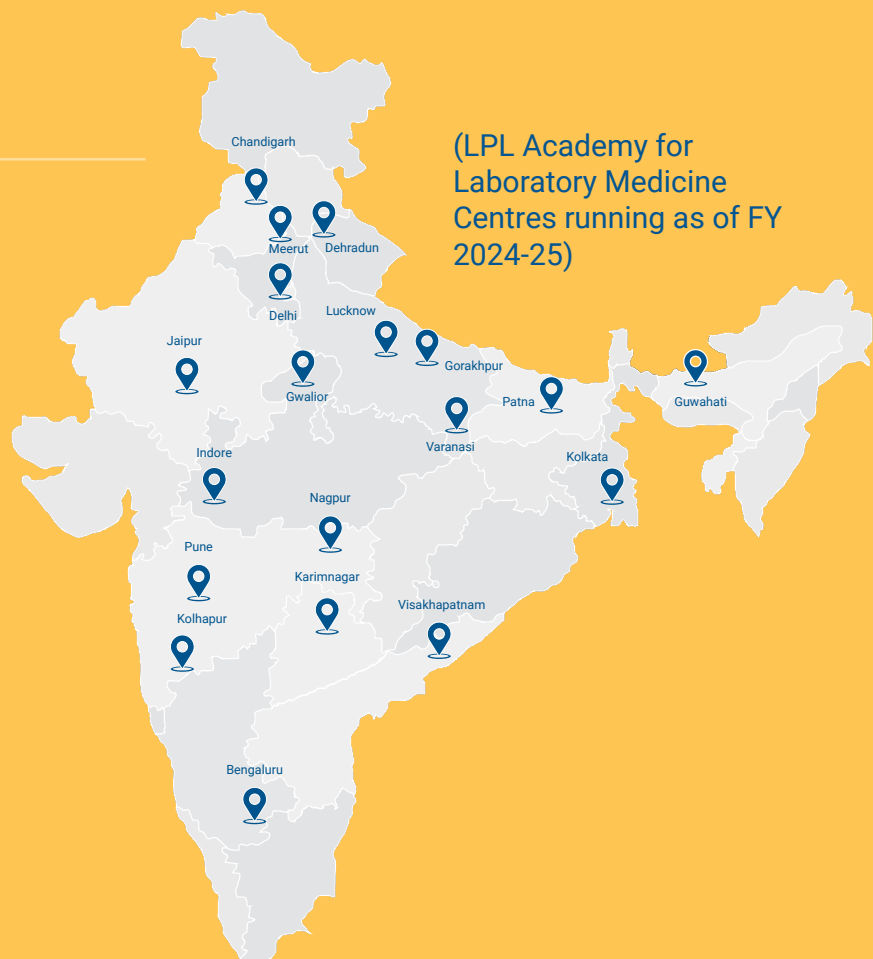 Chandigarh
(LPL Academy for
Laboratory Medicine
Centres running as of FY
2024-25)
Meerut
Dehradun
Delhi
Lucknow
Jaipur
Gorakhpur
Gwalior
Patna
Guwahati
Varanasi
Indore
Kolkata
Nagpur
Pune
Karimnagar
Visakhapatnam
Kolhapur
Bengaluru